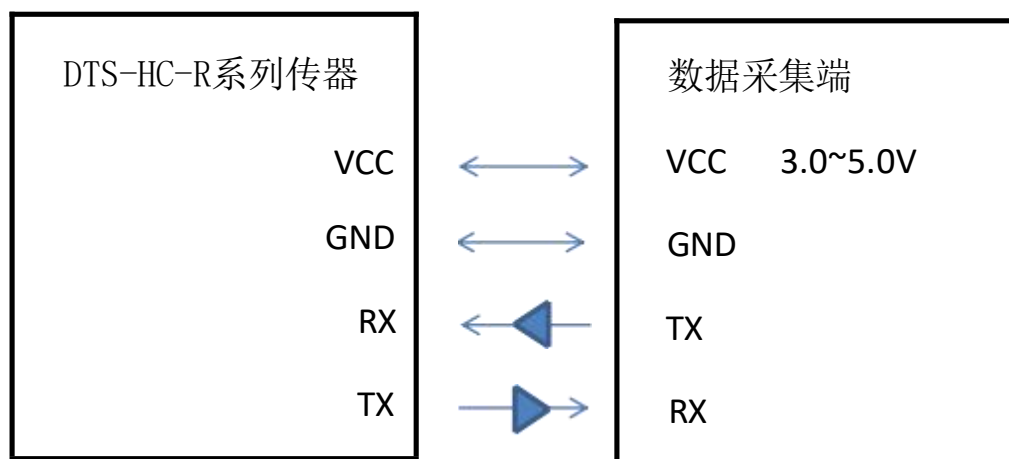 DTS-HC-R系列传器
VCC
GND
RX
TX
数据采集端
VCC 3.0~5.0V
GND
TX
RX